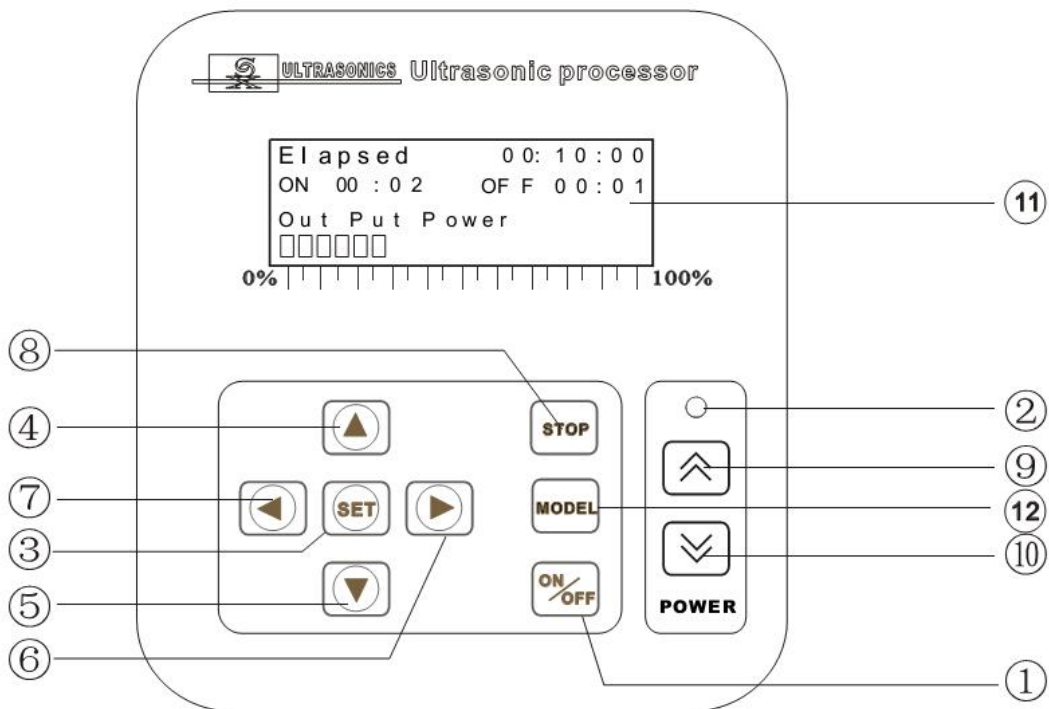 ULTRASONICS Ultrasonic processor
Elapsed 00:10:00
ON 00:02 OFF 00:01
Out Put Power
0% 100%
⑪
⑧
④
STOP
②
⑨
⑦
SET
MODEL
⑫
③
⑩
⑤
ON/OFF
POWER
⑥
①